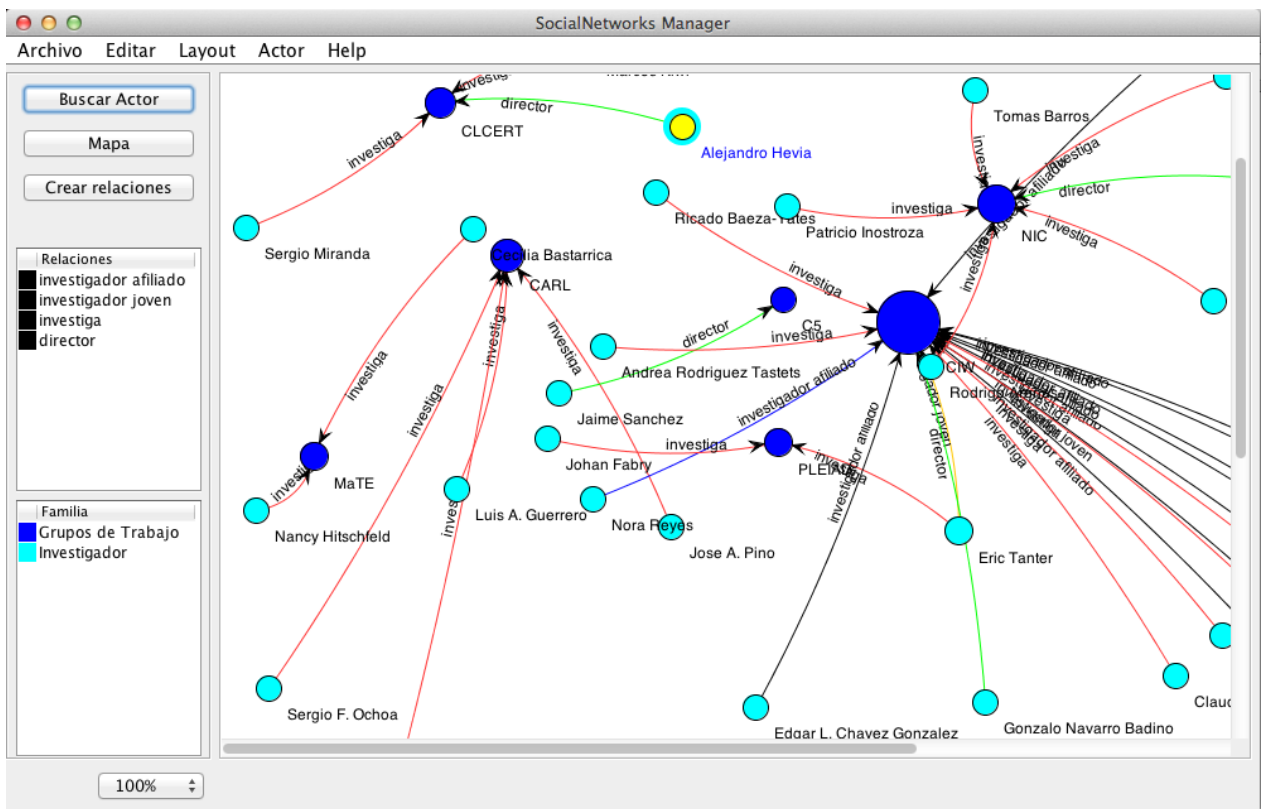 SocialNetworks Manager
Archivo Editar Layout Actor Help
Buscar Actor
Mapa
Crear relaciones
Relaciones
investigador afiliado
investigador joven
investiga
director
Familia
Grupos de Trabajo
Investigador
100%
director
CLCERT
investiga
Alejandro Hevia
Tomas Barros
investiga
director
Ricado Baeza-Yates
investiga
Patricio Inostroza
NIC
investiga
Sergio Miranda
Cecilia Bastarrica
CARL
investiga
investiga
C5
director
investiga
investiga
investiga
investiga
Andrea Rodriguez Tastets
CIW
investigador afiliado
Jaime Sanchez
investiga
director
Johan Fabry
investiga
PLEIAD
investiga
MaTE
Luis A. Guerrero
Nora Reyes
investigador afiliado
Nancy Hitschfeld
Jose A. Pino
Eric Tanter
Sergio F. Ochoa
Edgar L. Chavez Gonzalez
Gonzalo Navarro Badino